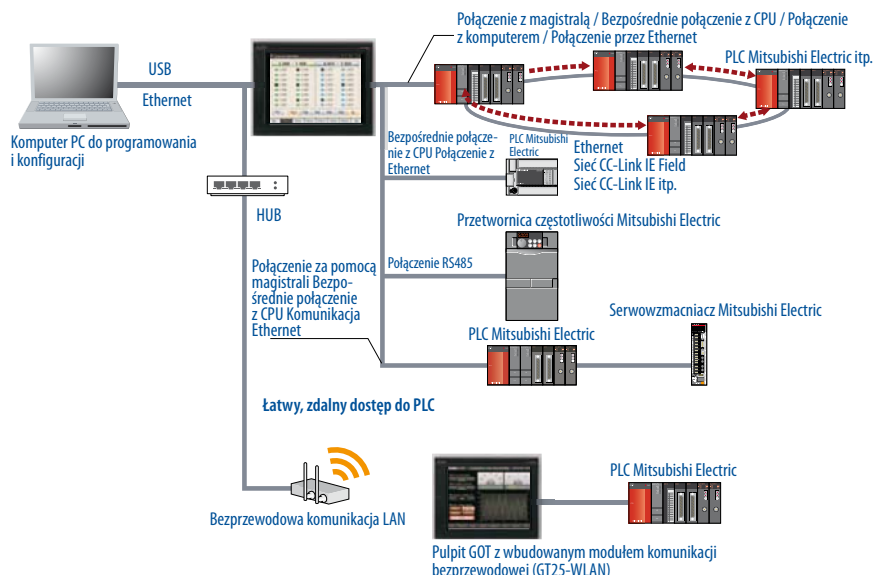 Połączenie z magistralą / Bezpośrednie połączenie z CPU / Połączenie
z komputerem / Połączenie przez Ethernet
PLC Mitsubishi Electric itp.
USB
Ethernet
Komputer PC do programowania
i konfiguracji
Bezpośrednie połącze-
nie z CPU Połączenie z
Ethernet
PLC Mitsubishi
Electric
Ethernet
Sieć CC-Link IE Field
Sieć CC-Link IE itp.
HUB
Przetwornica częstotliwości Mitsubishi Electric
Połączenie RS485
Połączenie za pomocą
magistrali Bezpo-
średnie połączenie
z CPU Komunikacja
Ethernet
Serwowzmacniacz Mitsubishi Electric
PLC Mitsubishi Electric
Łatwy, zdalny dostęp do PLC
PLC Mitsubishi Electric
Bezprzewodowa komunikacja LAN
Pulpit GOT z wbudowanym modułem komunikacji
bezprzewodowej (GT25-WLAN)